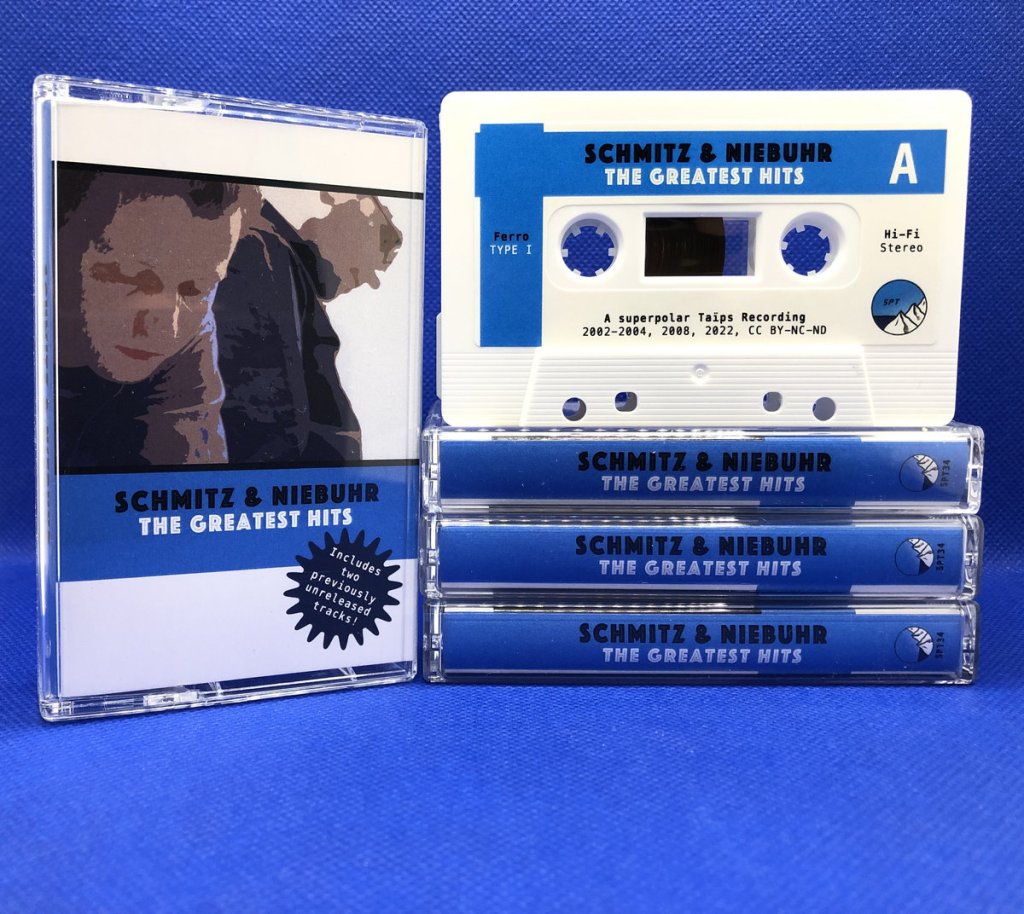 SCHMITZ & NIEBUHR
THE GREATEST HITS
Includes
two
previously
unreleased
tracks!
SCHMITZ & NIEBUHR
THE GREATEST HITS
A
Ferro
TYPE I
Hi-Fi
Stereo
SPT
A superpolar Taïps Recording
2002-2004, 2008, 2022, CC BY-NC-ND
SCHMITZ & NIEBUHR
THE GREATEST HITS
SPT34
SCHMITZ & NIEBUHR
THE GREATEST HITS
SPT34
SCHMITZ & NIEBUHR
THE GREATEST HITS
SPT34